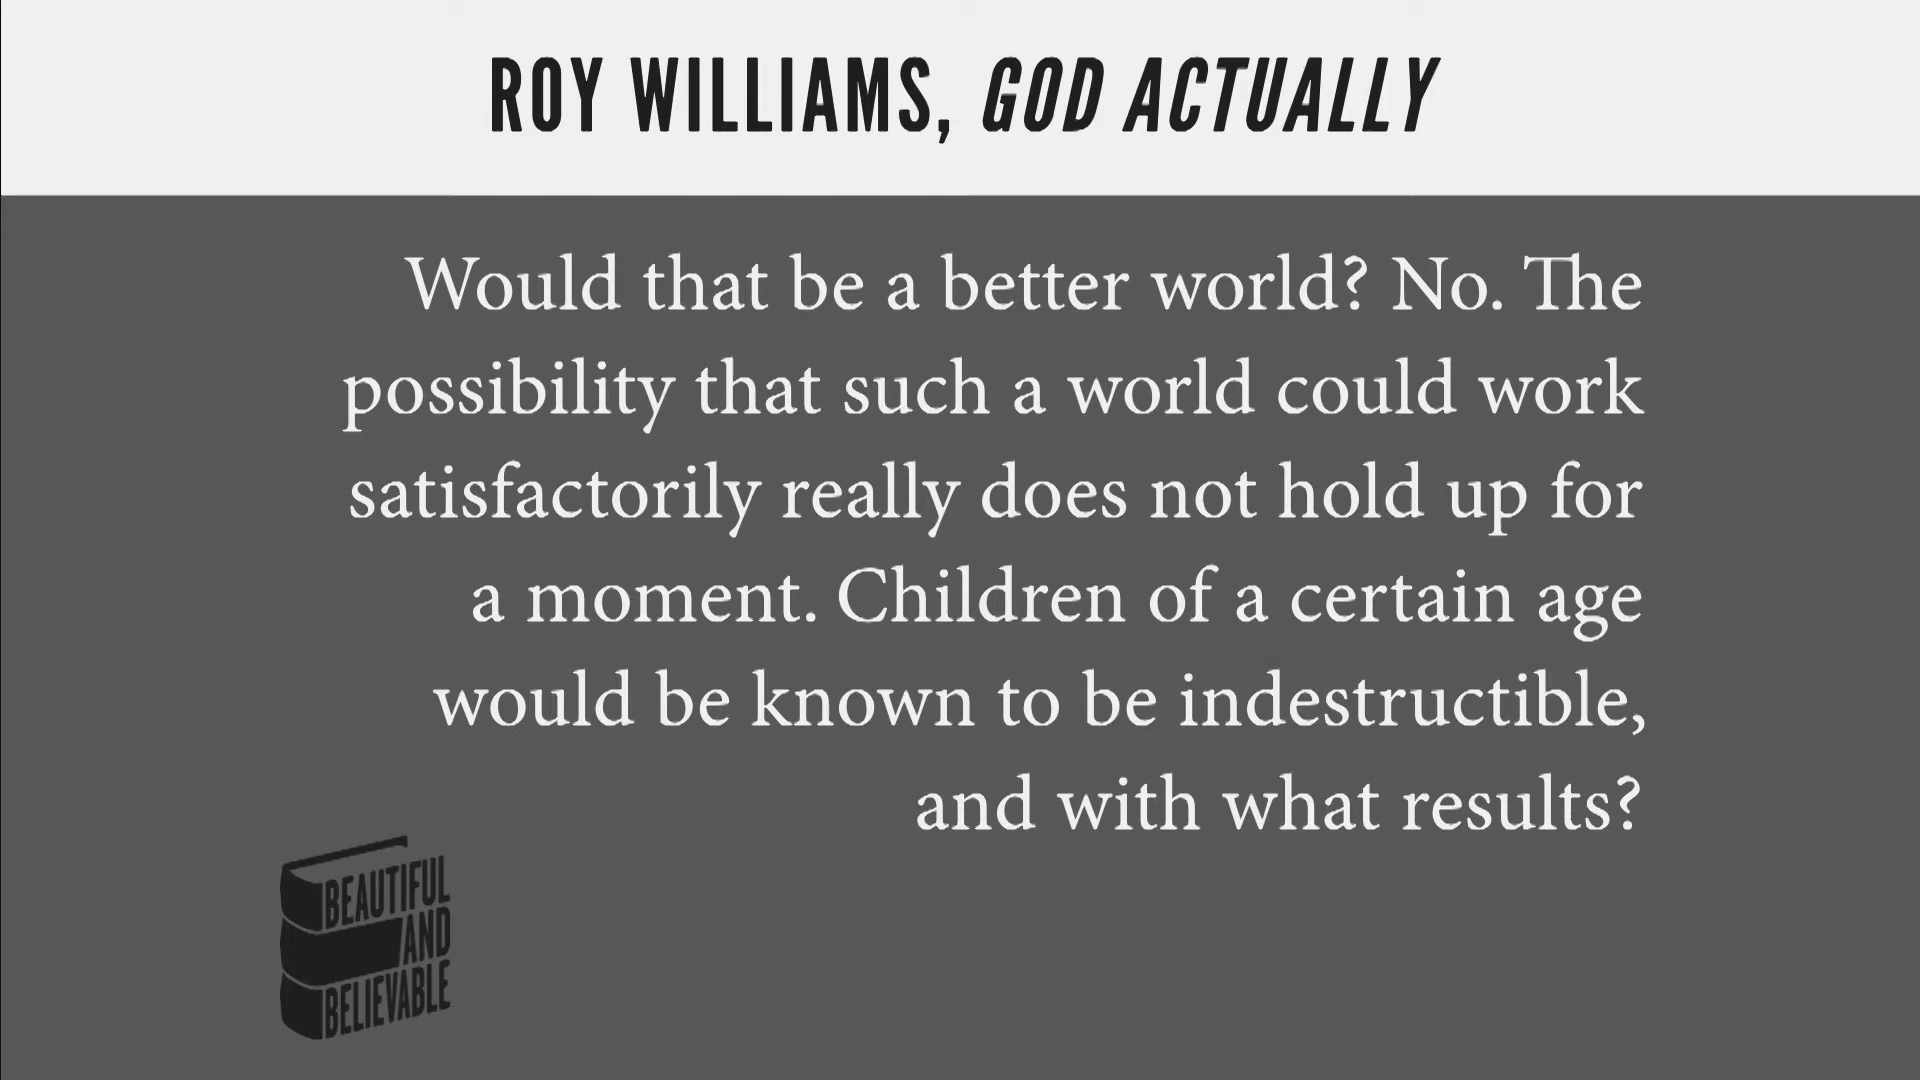 ROY WILLIAMS, GOD ACTUALLY
Would that be a better world? No. The
possibility that such a world could work
satisfactorily really does not hold up for
a moment. Children of a certain age
would be known to be indestructible,
and with what results?
BEAUTIFUL
AND
BELIEVABLE